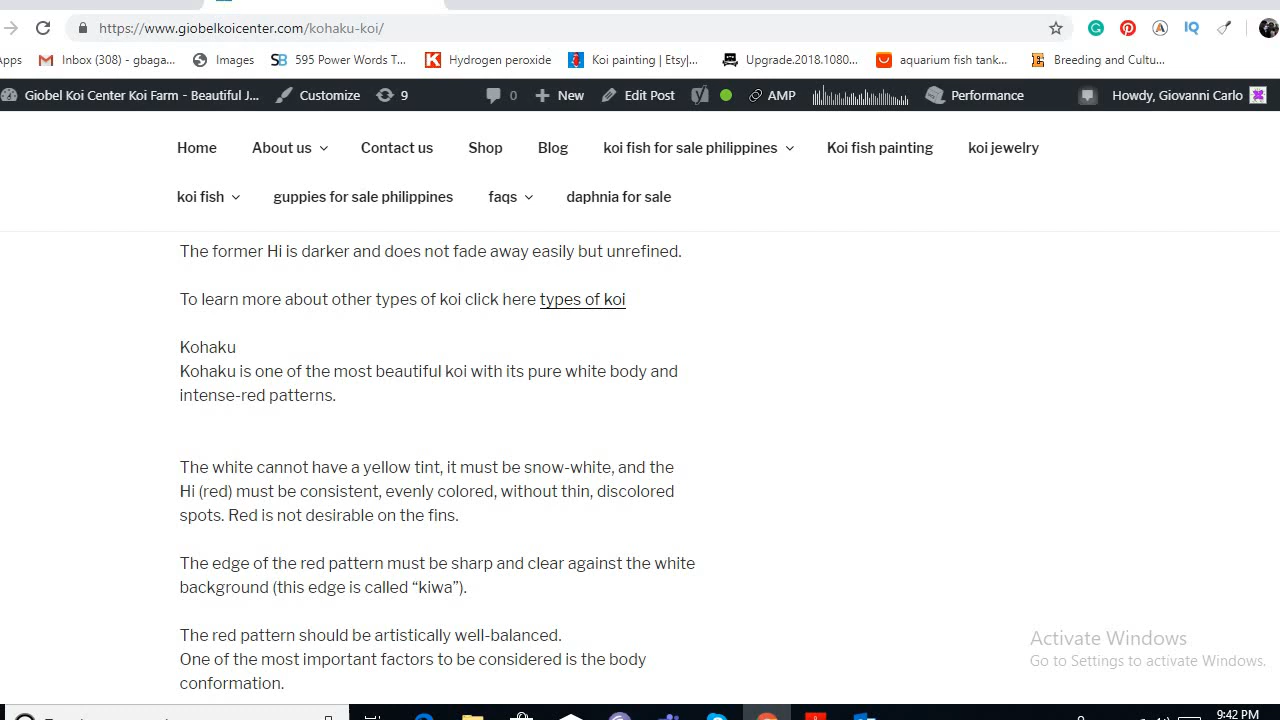 https://www.giobelkoicenter.com/kohaku-koi/
Apps Inbox (308) - gbaga... Images 595 Power Words T... Hydrogen peroxide Koi painting | Etsy|... Upgrade.2018.1080... aquarium fish tank... Breeding and Cultu...
Giobel Koi Center Koi Farm - Beautiful J... Customize 9 0 New Edit Post AMP Performance Howdy, Giovanni Carlo
Home About us Contact us Shop Blog koi fish for sale philippines Koi fish painting koi jewelry
koi fish guppies for sale philippines faqs daphnia for sale
The former Hi is darker and does not fade away easily but unrefined.
To learn more about other types of koi click here types of koi
Kohaku
Kohaku is one of the most beautiful koi with its pure white body and
intense-red patterns.
The white cannot have a yellow tint, it must be snow-white, and the
Hi (red) must be consistent, evenly colored, without thin, discolored
spots. Red is not desirable on the fins.
The edge of the red pattern must be sharp and clear against the white
background (this edge is called “kiwa”).
The red pattern should be artistically well-balanced.
One of the most important factors to be considered is the body
conformation.
Activate Windows
Go to Settings to activate Windows.
9:42 PM